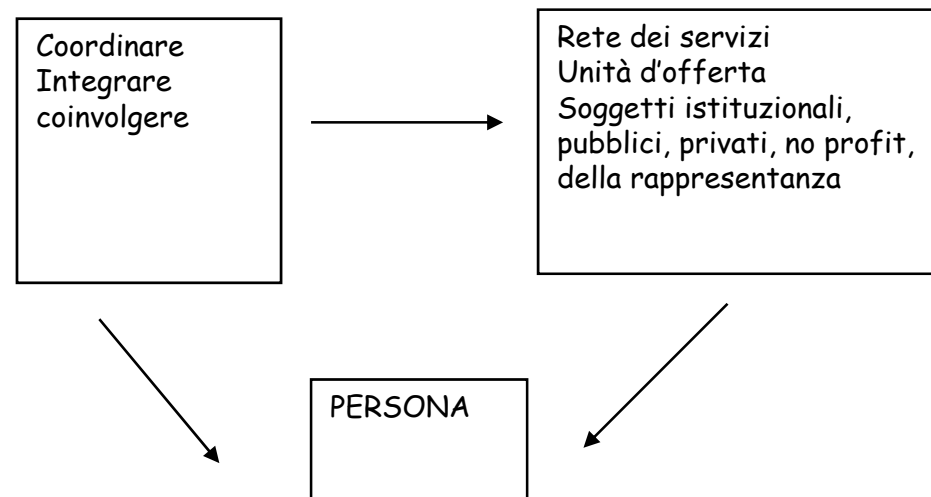 Coordinare
Integrare
coinvolgere
Rete dei servizi
Unità d'offerta
Soggetti istituzionali,
pubblici, privati, no profit,
della rappresentanza
PERSONA